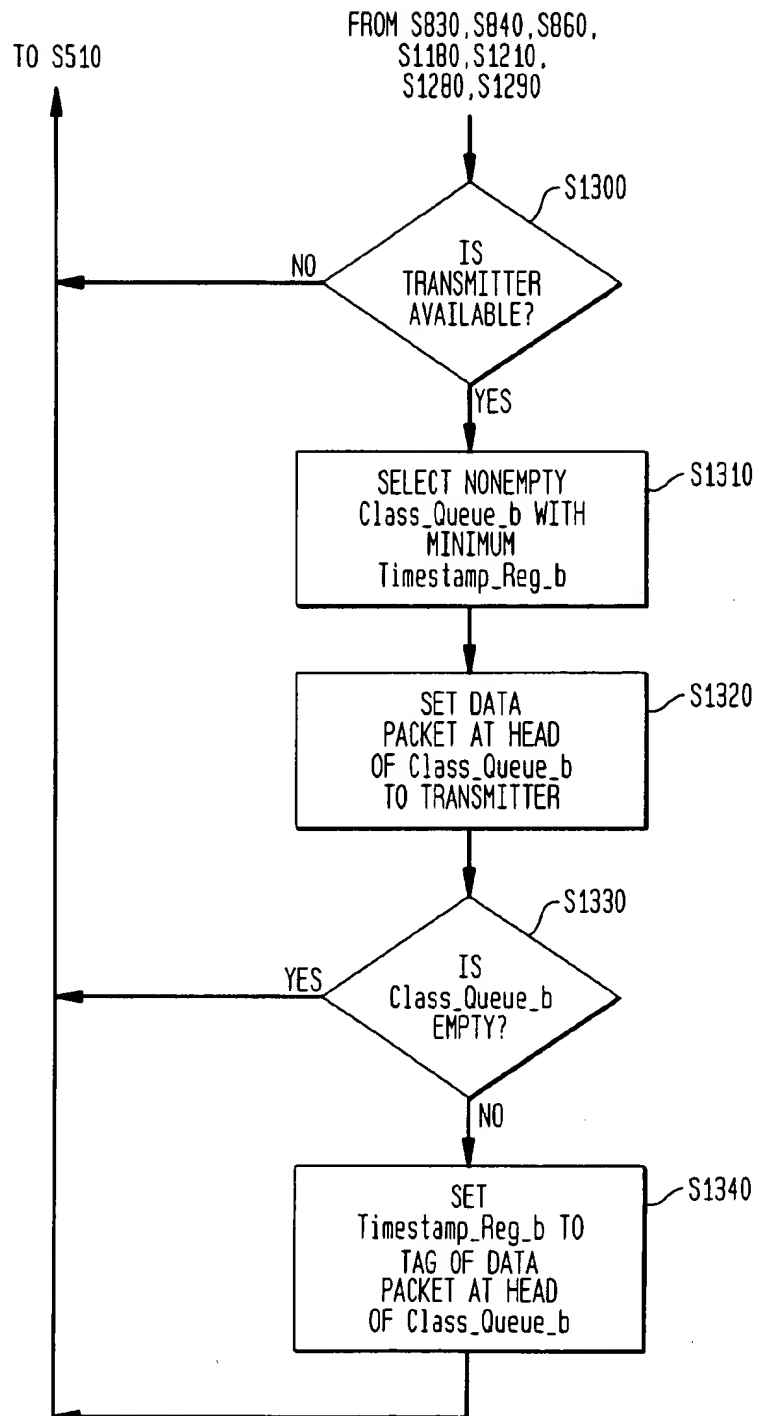 TO S510
FROM S830,S840,S860,
S1180,S1210,
S1280,S1290
S1300
IS
TRANSMITTER
AVAILABLE?
NO
YES
S1310
SELECT NONEMPTY
Class_Queue_b WITH
MINIMUM
Timestamp_Reg_b
S1320
SET DATA
PACKET AT HEAD
OF Class_Queue_b
TO TRANSMITTER
S1330
IS
Class_Queue_b
EMPTY?
YES
NO
S1340
SET
Timestamp_Reg_b TO
TAG OF DATA
PACKET AT HEAD
OF Class_Queue_b